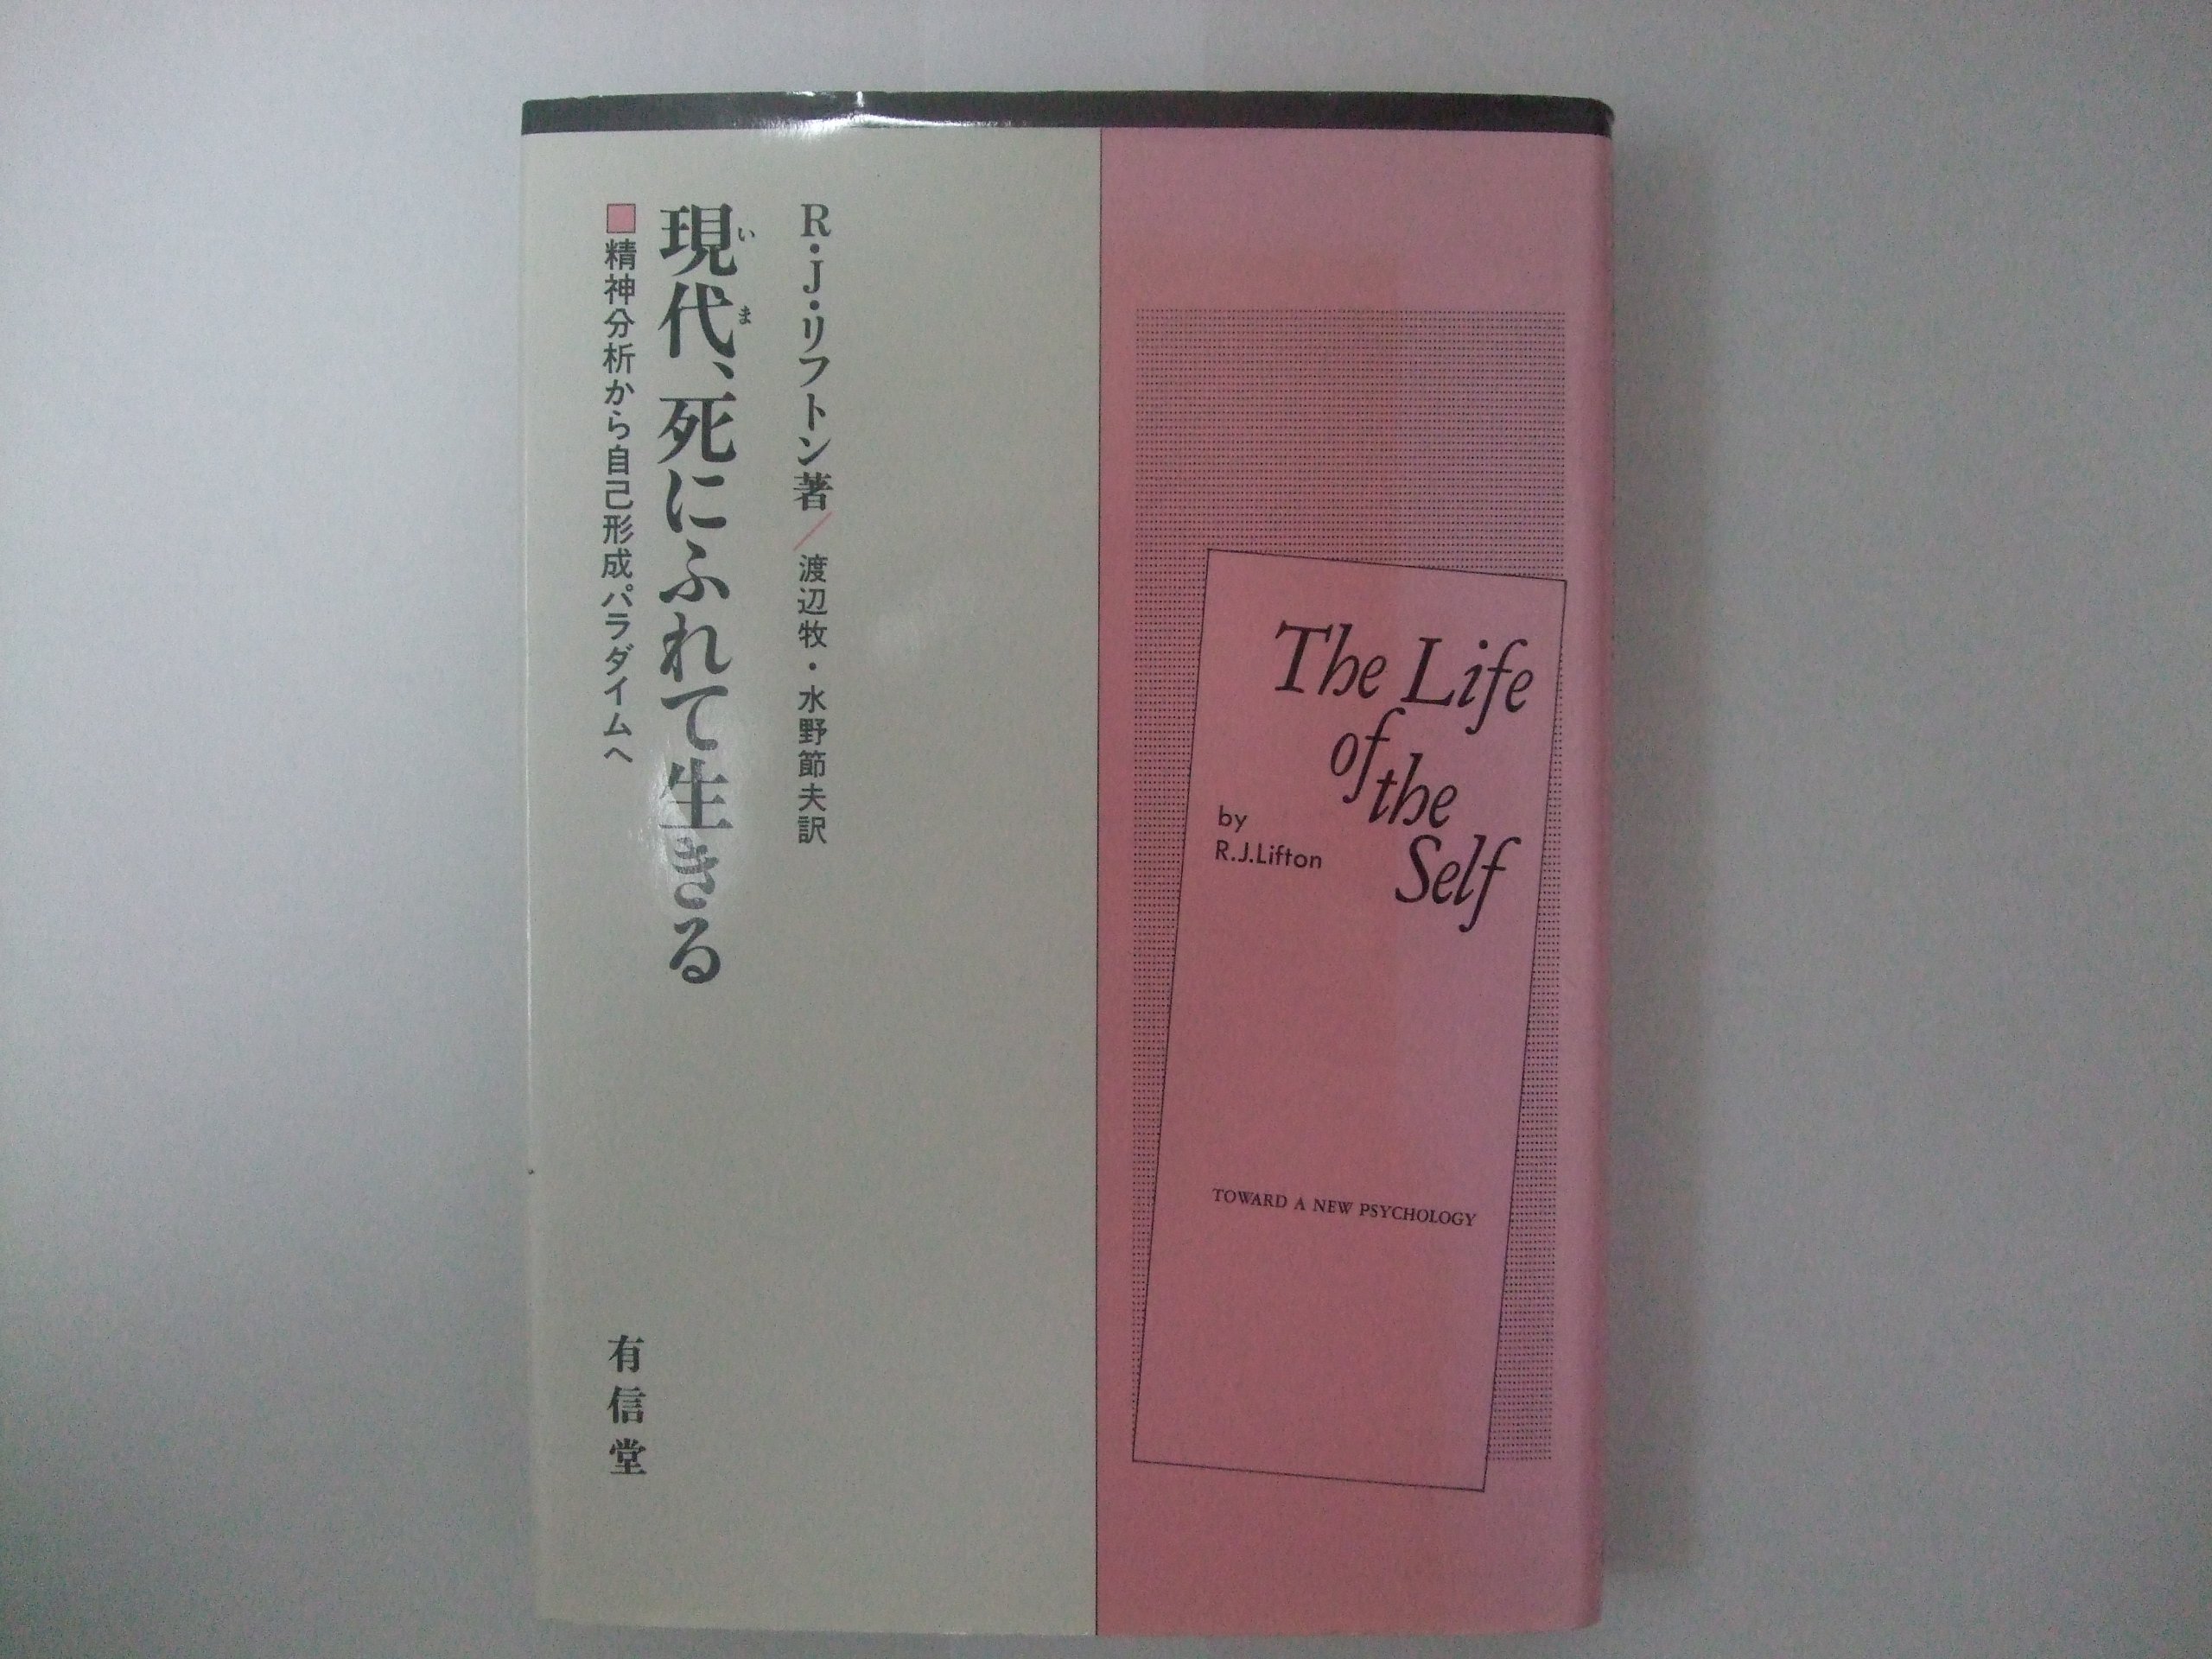 R・J・リフトン著／渡辺牧・水野節夫訳
現代、死にふれて生きる
いま
■精神分析から自己形成パラダイムへ
有信堂
The Life
of
the
Self
by
R.J.Lifton
TOWARD A NEW PSYCHOLOGY